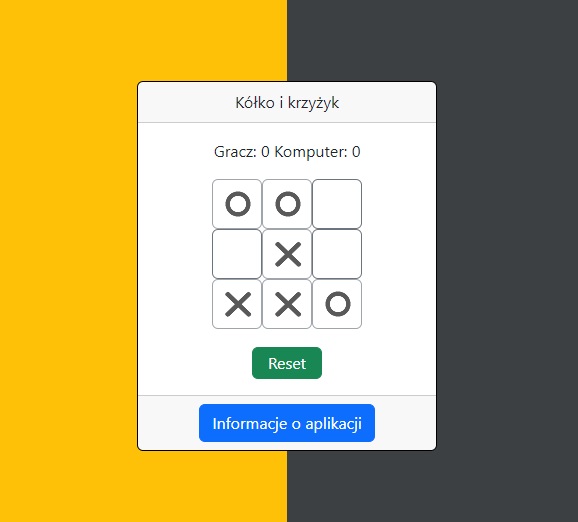 Kółko i krzyżyk
Gracz: 0 Komputer: 0
Reset
Informacje o aplikacji